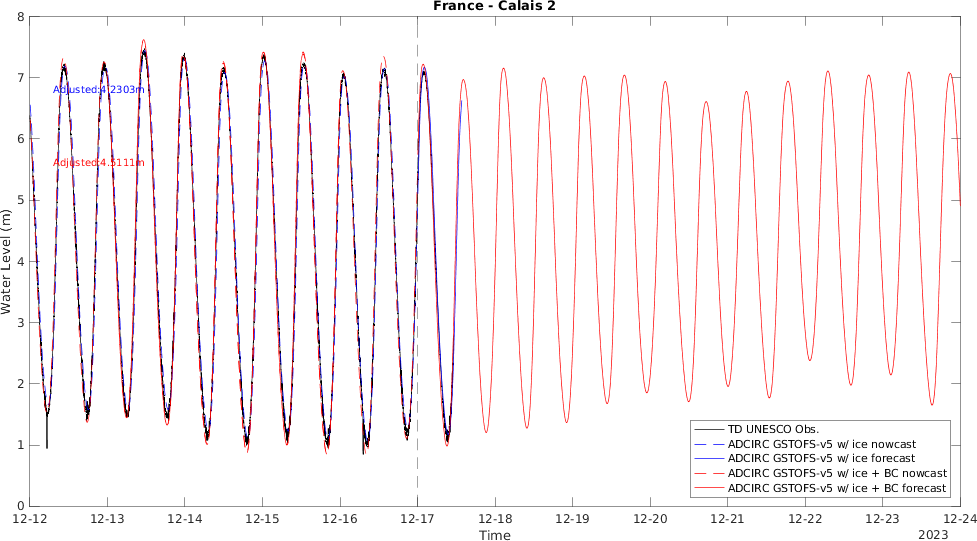 France - Calais 2
8
7
6
5
4
3
2
1
0
Water Level (m)
Adjusted:4.2303m
Adjusted:4.5111m
TD UNESCO Obs.
ADCIRC GSTOFS-v5 w/ ice nowcast
ADCIRC GSTOFS-v5 w/ ice forecast
ADCIRC GSTOFS-v5 w/ ice + BC nowcast
ADCIRC GSTOFS-v5 w/ ice + BC forecast
12-12 12-13 12-14 12-15 12-16 12-17 12-18 12-19 12-20 12-21 12-22 12-23 12-24
Time
2023